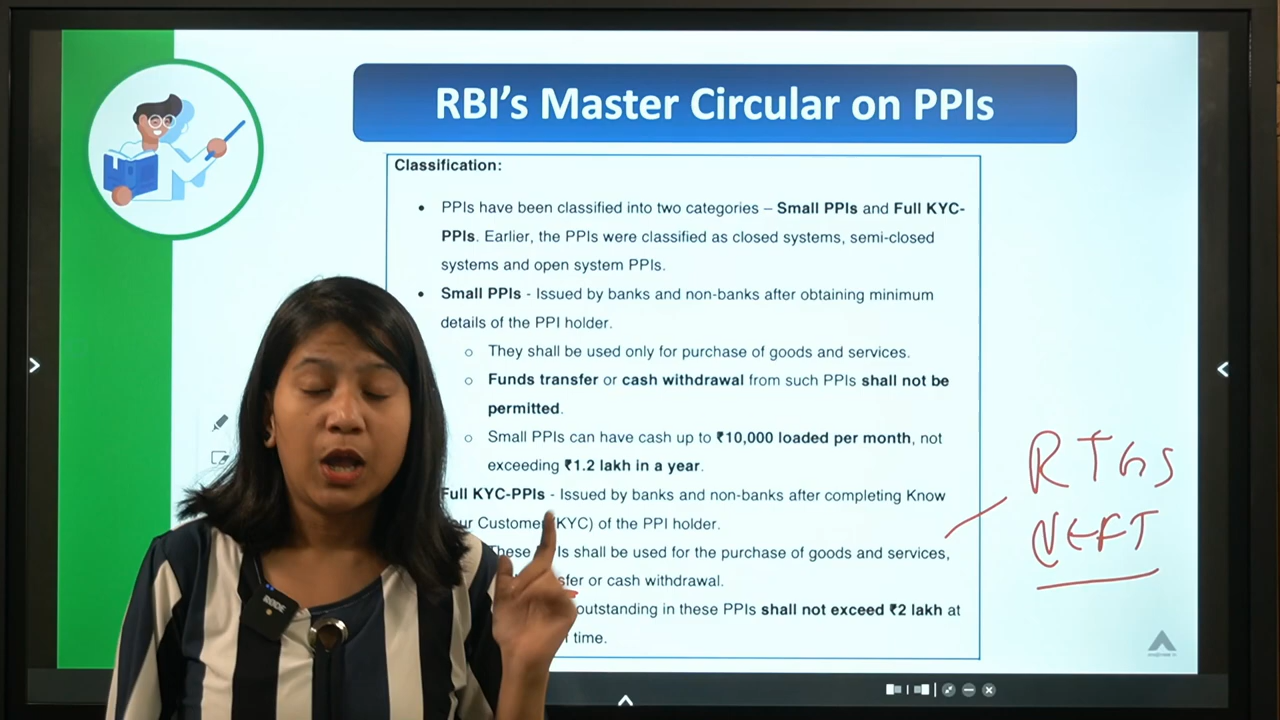 RBI's Master Circular on PPIs
Classification:
• PPIs have been classified into two categories – Small PPIs and Full KYC-
PPIs. Earlier, the PPIs were classified as closed systems, semi-closed
systems and open system PPIs.
• Small PPIs - Issued by banks and non-banks after obtaining minimum
details of the PPI holder.
o They shall be used only for purchase of goods and services.
o Funds transfer or cash withdrawal from such PPIs shall not be
permitted.
o Small PPIs can have cash up to ₹10,000 loaded per month, not
exceeding ₹1.2 lakh in a year.
Full KYC-PPIs - Issued by banks and non-banks after completing Know
Customer (KYC) of the PPI holder.
These shall be used for the purchase of goods and services,
or cash withdrawal.
outstanding in these PPIs shall not exceed ₹2 lakh at
time.
RTGS
NEFT
RODE